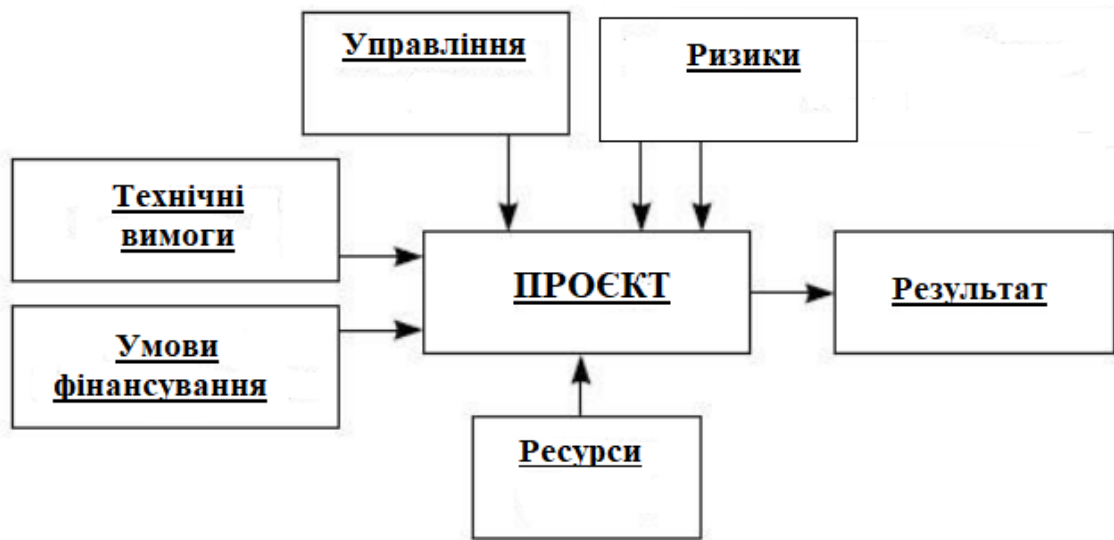 Управління
Ризики
Технічні
вимоги
ПРОЄКТ
Результат
Умови
фінансування
Ресурси